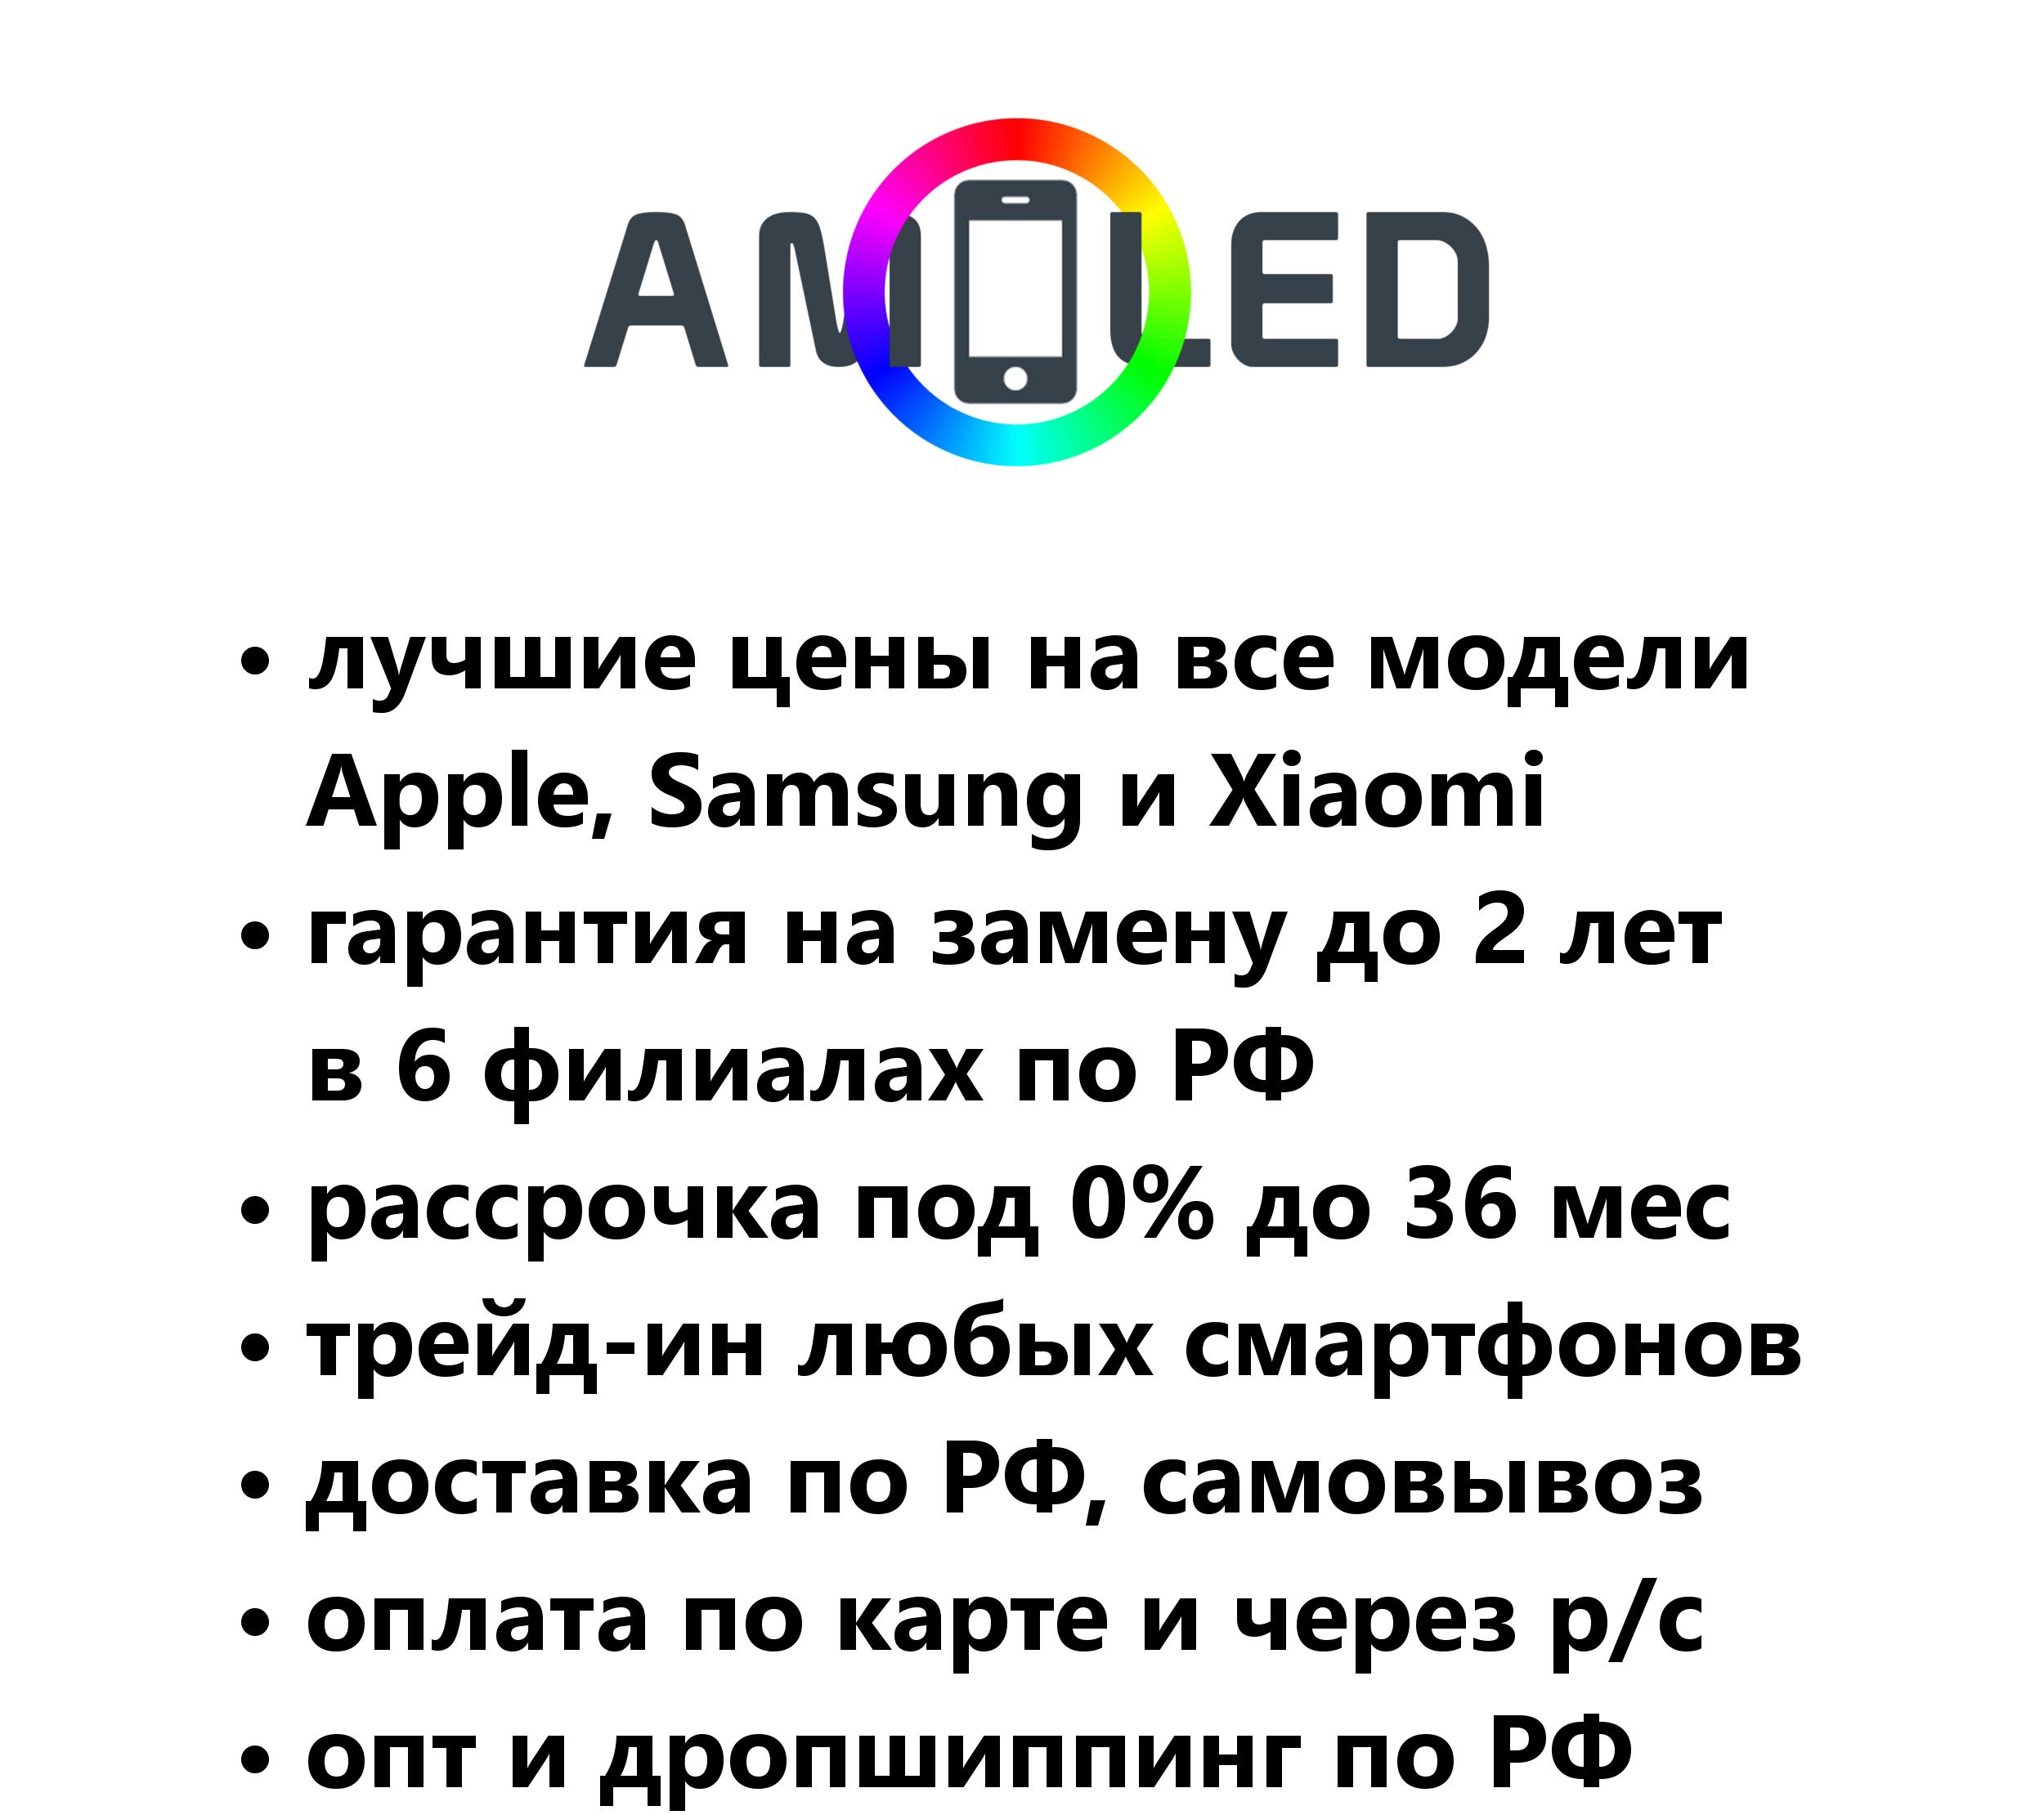 AMOLED
• лучшие цены на все модели
Apple, Samsung и Xiaomi
• гарантия на замену до 2 лет
в 6 филиалах по РФ
• рассрочка под 0% до 36 мес
• трейд-ин любых смартфонов
• доставка по РФ, самовывоз
• оплата по карте и через р/с
• опт и дропшиппинг по РФ